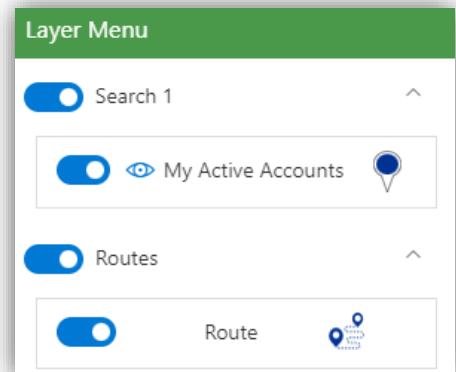 Layer Menu
Search 1
My Active Accounts
Routes
Route